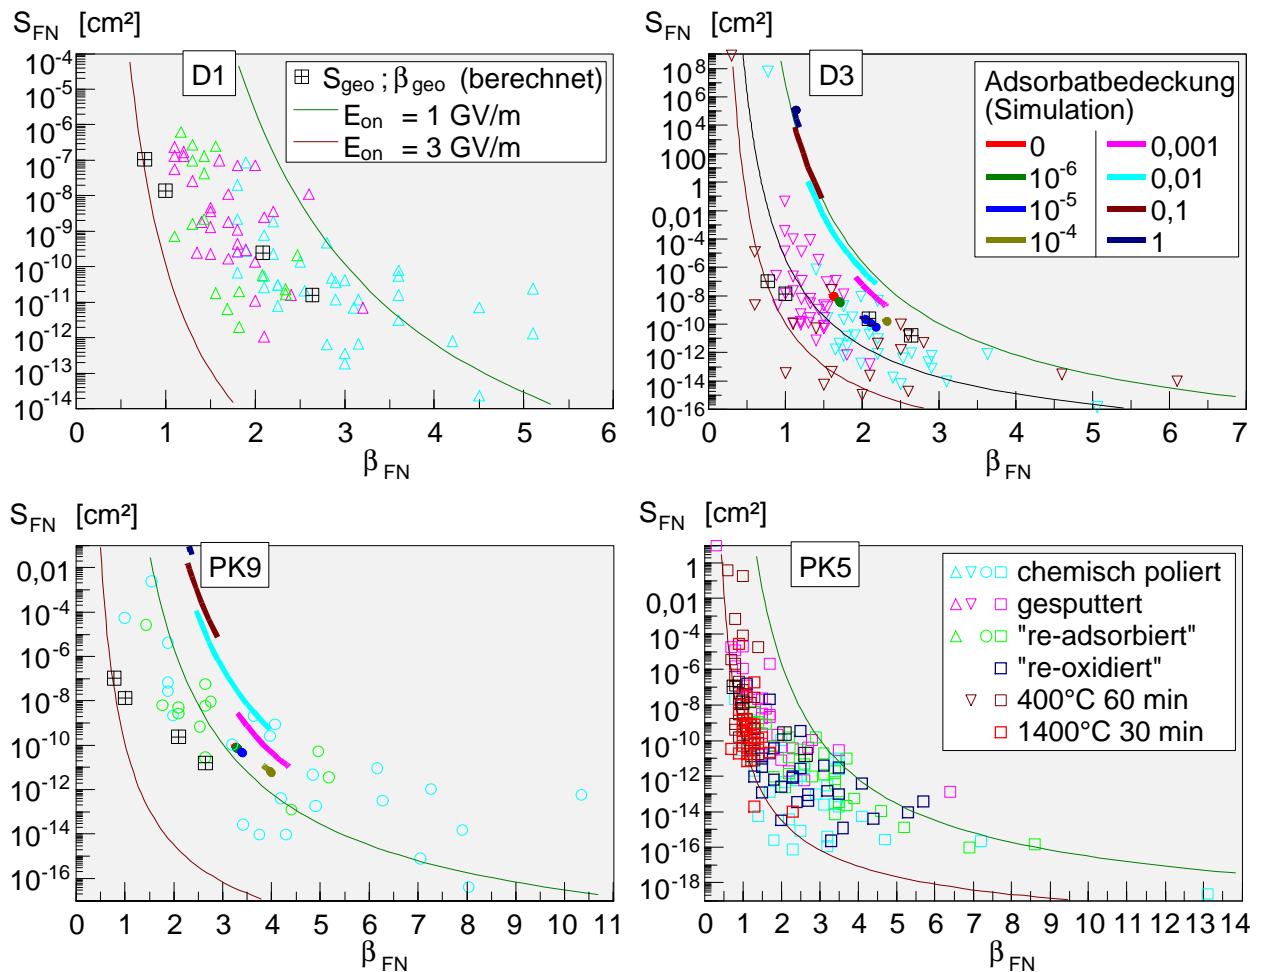 S_FN [cm²]
D1
S_geo ; β_geo (berechnet)
E_on = 1 GV/m
E_on = 3 GV/m
10^-4
10^-5
10^-6
10^-7
10^-8
10^-9
10^-10
10^-11
10^-12
10^-13
10^-14
0 1 2 3 4 5 6
β_FN
S_FN [cm²]
D3
Adsorbatbedeckung
(Simulation)
0 0,001
10^-6 0,01
10^-5 0,1
10^-4 1
10^8
10^6
10^4
100
1
0,01
10^-4
10^-6
10^-8
10^-10
10^-12
10^-14
10^-16
0 1 2 3 4 5 6 7
β_FN
S_FN [cm²]
PK9
0,01
10^-4
10^-6
10^-8
10^-10
10^-12
10^-14
10^-16
0 1 2 3 4 5 6 7 8 9 10 11
β_FN
S_FN [cm²]
PK5
chemisch poliert
gesputtert
"re-adsorbiert"
"re-oxidiert"
400°C 60 min
1400°C 30 min
1
0,01
10^-4
10^-6
10^-8
10^-10
10^-12
10^-14
10^-16
10^-18
0 1 2 3 4 5 6 7 8 9 10 11 12 13 14
β_FN